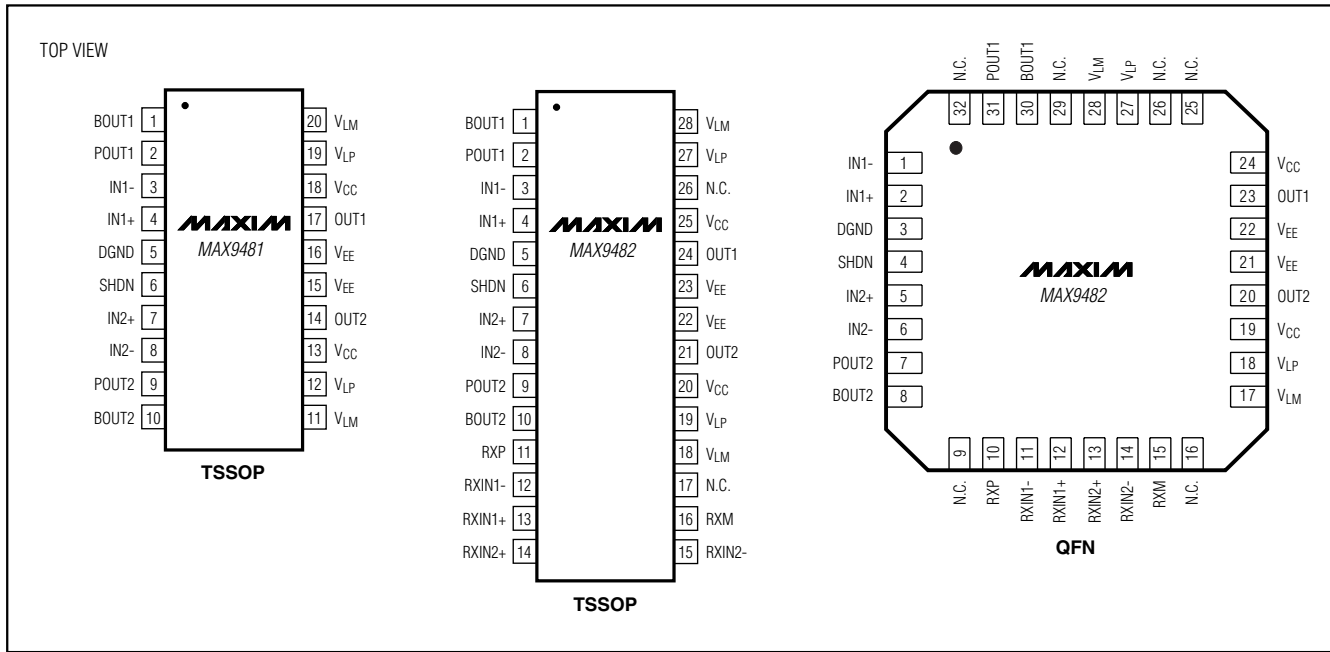 TOP VIEW
BOUT1 1
POUT1 2
IN1- 3
IN1+ 4
DGND 5
SHDN 6
IN2+ 7
IN2- 8
POUT2 9
BOUT2 10
20 VLM
19 VLP
18 VCC
17 OUT1
16 VEE
15 VEE
14 OUT2
13 VCC
12 VLP
11 VLM
MAXIM
MAX9481
TSSOP
BOUT1 1
POUT1 2
IN1- 3
IN1+ 4
DGND 5
SHDN 6
IN2+ 7
IN2- 8
POUT2 9
BOUT2 10
RXP 11
RXIN1- 12
RXIN1+ 13
RXIN2+ 14
28 VLM
27 VLP
26 N.C.
25 VCC
24 OUT1
23 VEE
22 VEE
21 OUT2
20 VCC
19 VLP
18 VLM
17 N.C.
16 RXM
15 RXIN2-
MAXIM
MAX9482
TSSOP
N.C. 32
POUT1 31
BOUT1 30
N.C. 29
VLM 28
VLP 27
N.C. 26
N.C. 25
IN1- 1
IN1+ 2
DGND 3
SHDN 4
IN2+ 5
IN2- 6
POUT2 7
BOUT2 8
24 VCC
23 OUT1
22 VEE
21 VEE
20 OUT2
19 VCC
18 VLP
17 VLM
MAXIM
MAX9482
N.C. 9
RXP 10
RXIN1- 11
RXIN1+ 12
RXIN2+ 13
RXIN2- 14
RXM 15
N.C. 16
QFN